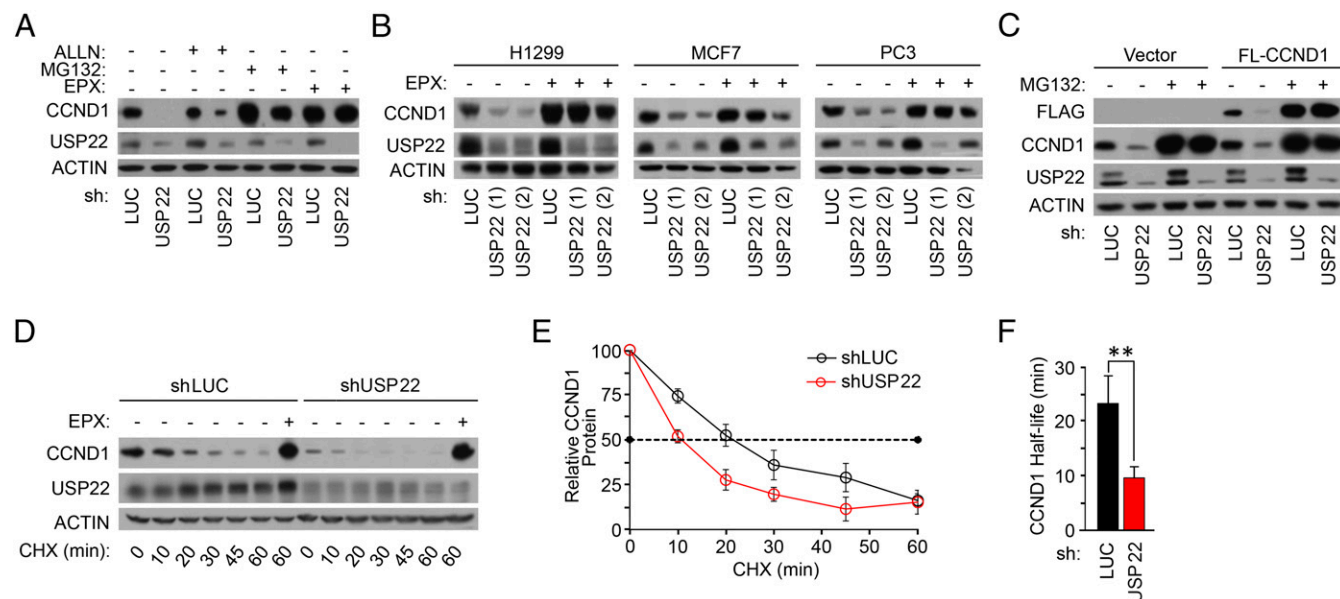 A
ALLN: - - + + - - - -
MG132: - - - - + + - -
EPX: - - - - - - + +
CCND1
USP22
ACTIN
sh: LUC USP22 LUC USP22 LUC USP22 LUC USP22
B
H1299 MCF7 PC3
EPX: - - - + + + - - - + + + - - - + + +
CCND1
USP22
ACTIN
sh: LUC USP22 (1) USP22 (2) LUC USP22 (1) USP22 (2) LUC USP22 (1) USP22 (2) LUC USP22 (1) USP22 (2) LUC USP22 (1) USP22 (2) LUC USP22 (1) USP22 (2)
C
Vector FL-CCND1
MG132: - - + + - - + +
FLAG
CCND1
USP22
ACTIN
sh: LUC USP22 LUC USP22 LUC USP22 LUC USP22
D
shLUC shUSP22
EPX: - - - - - - + - - - - - - +
CCND1
USP22
ACTIN
CHX (min): 0 10 20 30 45 60 60 0 10 20 30 45 60 60
E
Relative CCND1
Protein
100
75
50
25
0
0 10 20 30 40 50 60
CHX (min)
shLUC
shUSP22
F
CCND1 Half-life (min)
30
20
10
0
**
sh: LUC USP22